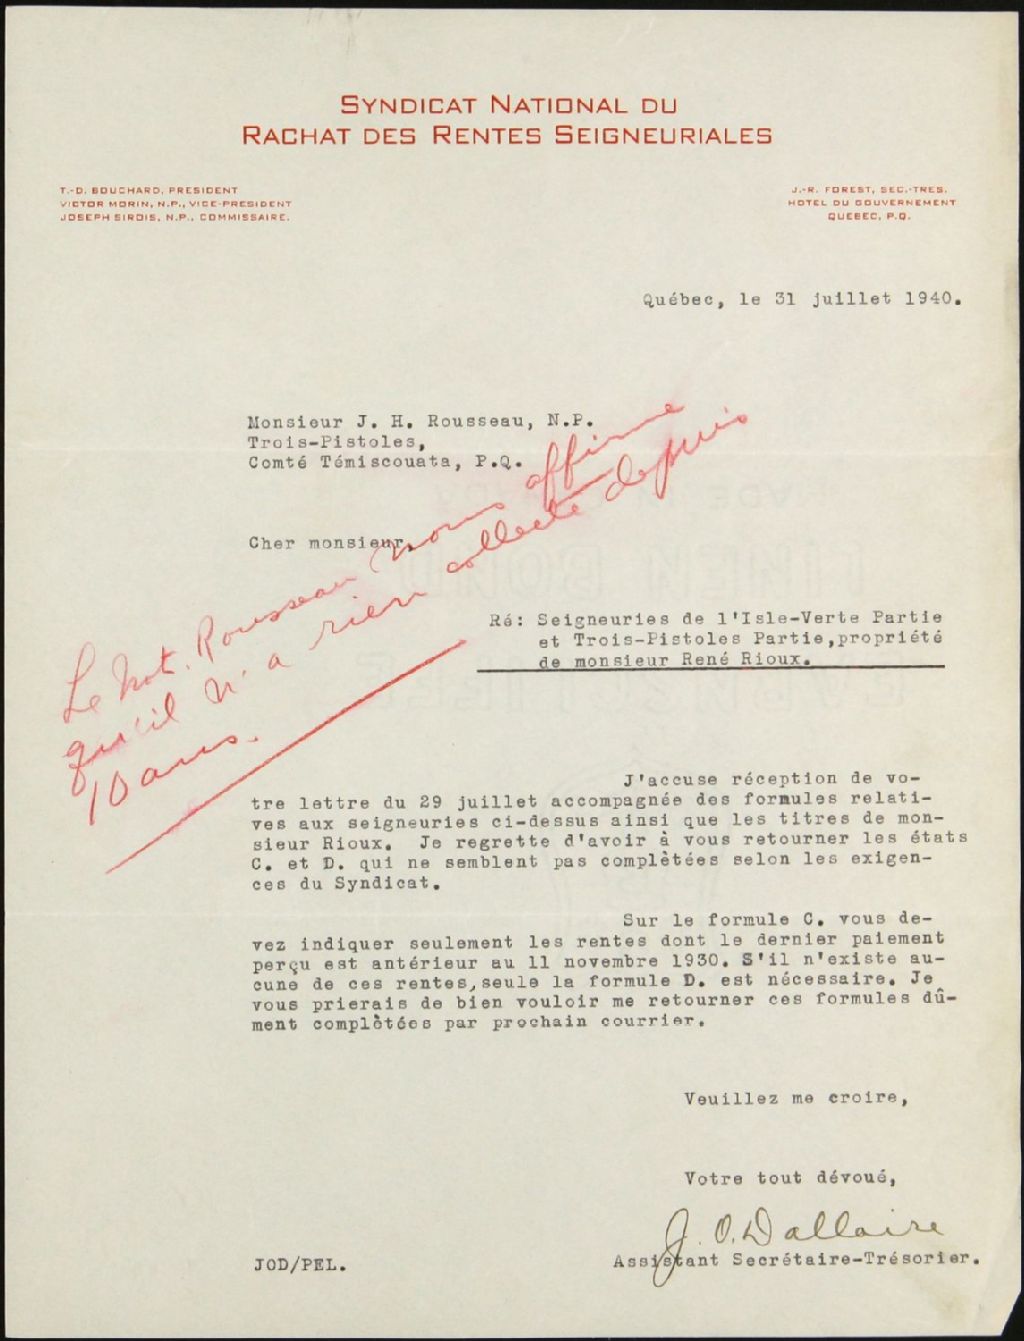 SYNDICAT NATIONAL DU
RACHAT DES RENTES SEIGNEURIALES
T.-D. BOUCHARD, PRESIDENT
VICTOR MORIN, N.P., VICE-PRESIDENT
JOSEPH SIROIS, N.P., COMMISSAIRE.
J.-R. FOREST, SEC.-TRES.
HOTEL DU GOUVERNEMENT
QUEBEC, P.Q.
Québec, le 31 juillet 1940.
Monsieur J. H. Rousseau, N.P.
Trois-Pistoles,
Comté Témiscouata, P.Q.
Cher monsieur,
Le Not. Rousseau nous affirme
qu'il n'a rien collecté depuis
10 ans.
Ré: Seigneuries de l'Isle-Verte Partie
et Trois-Pistoles Partie,propriété
de monsieur René Rioux.
J'accuse réception de vo-
tre lettre du 29 juillet accompagnée des formules relati-
ves aux seigneuries ci-dessus ainsi que les titres de mon-
sieur Rioux. Je regrette d'avoir à vous retourner les états
C. et D. qui ne semblent pas complètées selon les exigen-
ces du Syndicat.
Sur le formule C. vous de-
vez indiquer seulement les rentes dont le dernier paiement
perçu est antérieur au 11 novembre 1930. S'il n'existe au-
cune de ces rentes,seule la formule D. est nécessaire. Je
vous prierais de bien vouloir me retourner ces formules dû-
ment complètées par prochain courrier.
Veuillez me croire,
Votre tout dévoué,
J. O. Dallaire
Assistant Secrétaire-Trésorier.
JOD/PEL.